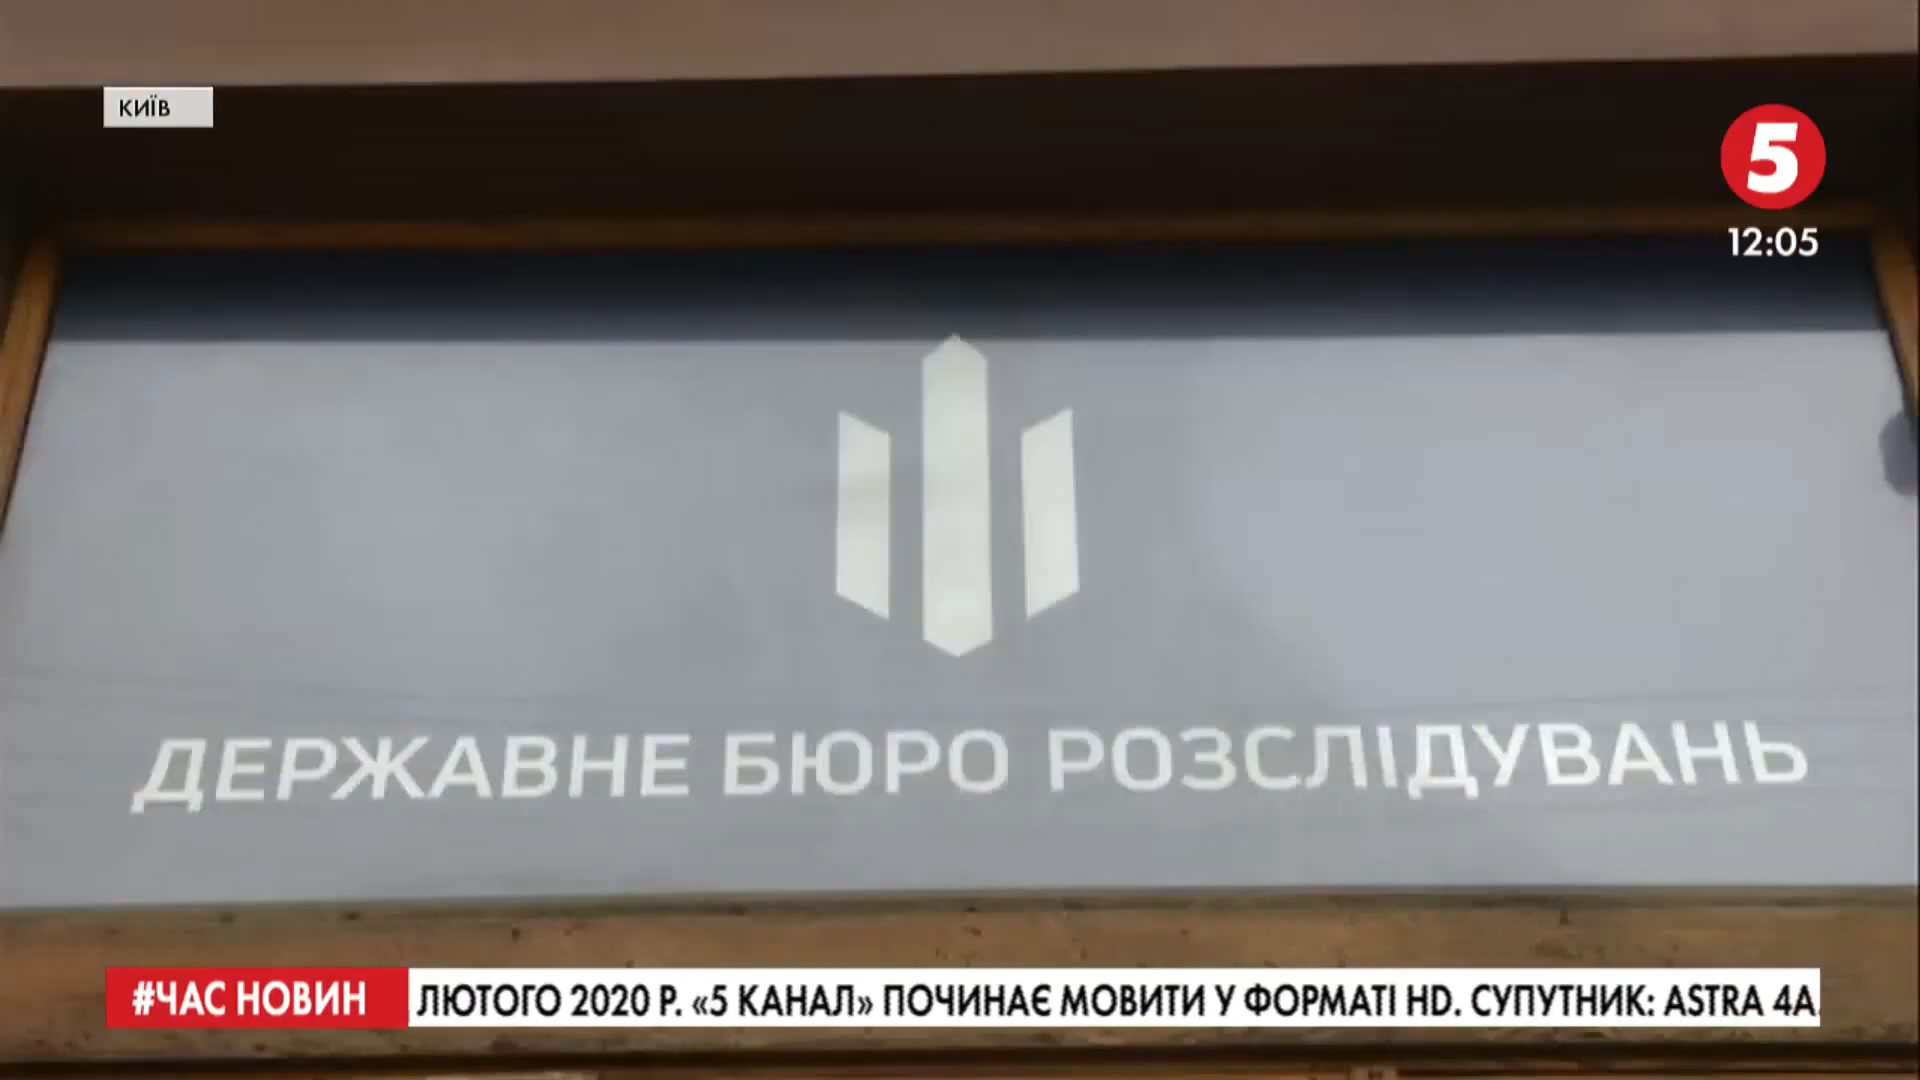 КИЇВ
5
12:05
ДЕРЖАВНЕ БЮРО РОЗСЛІДУВАНЬ
#ЧАС НОВИН
ЛЮТОГО 2020 Р. «5 КАНАЛ» ПОЧИНАЄ МОВИТИ У ФОРМАТІ HD. СУПУТНИК: ASTRA 4A.